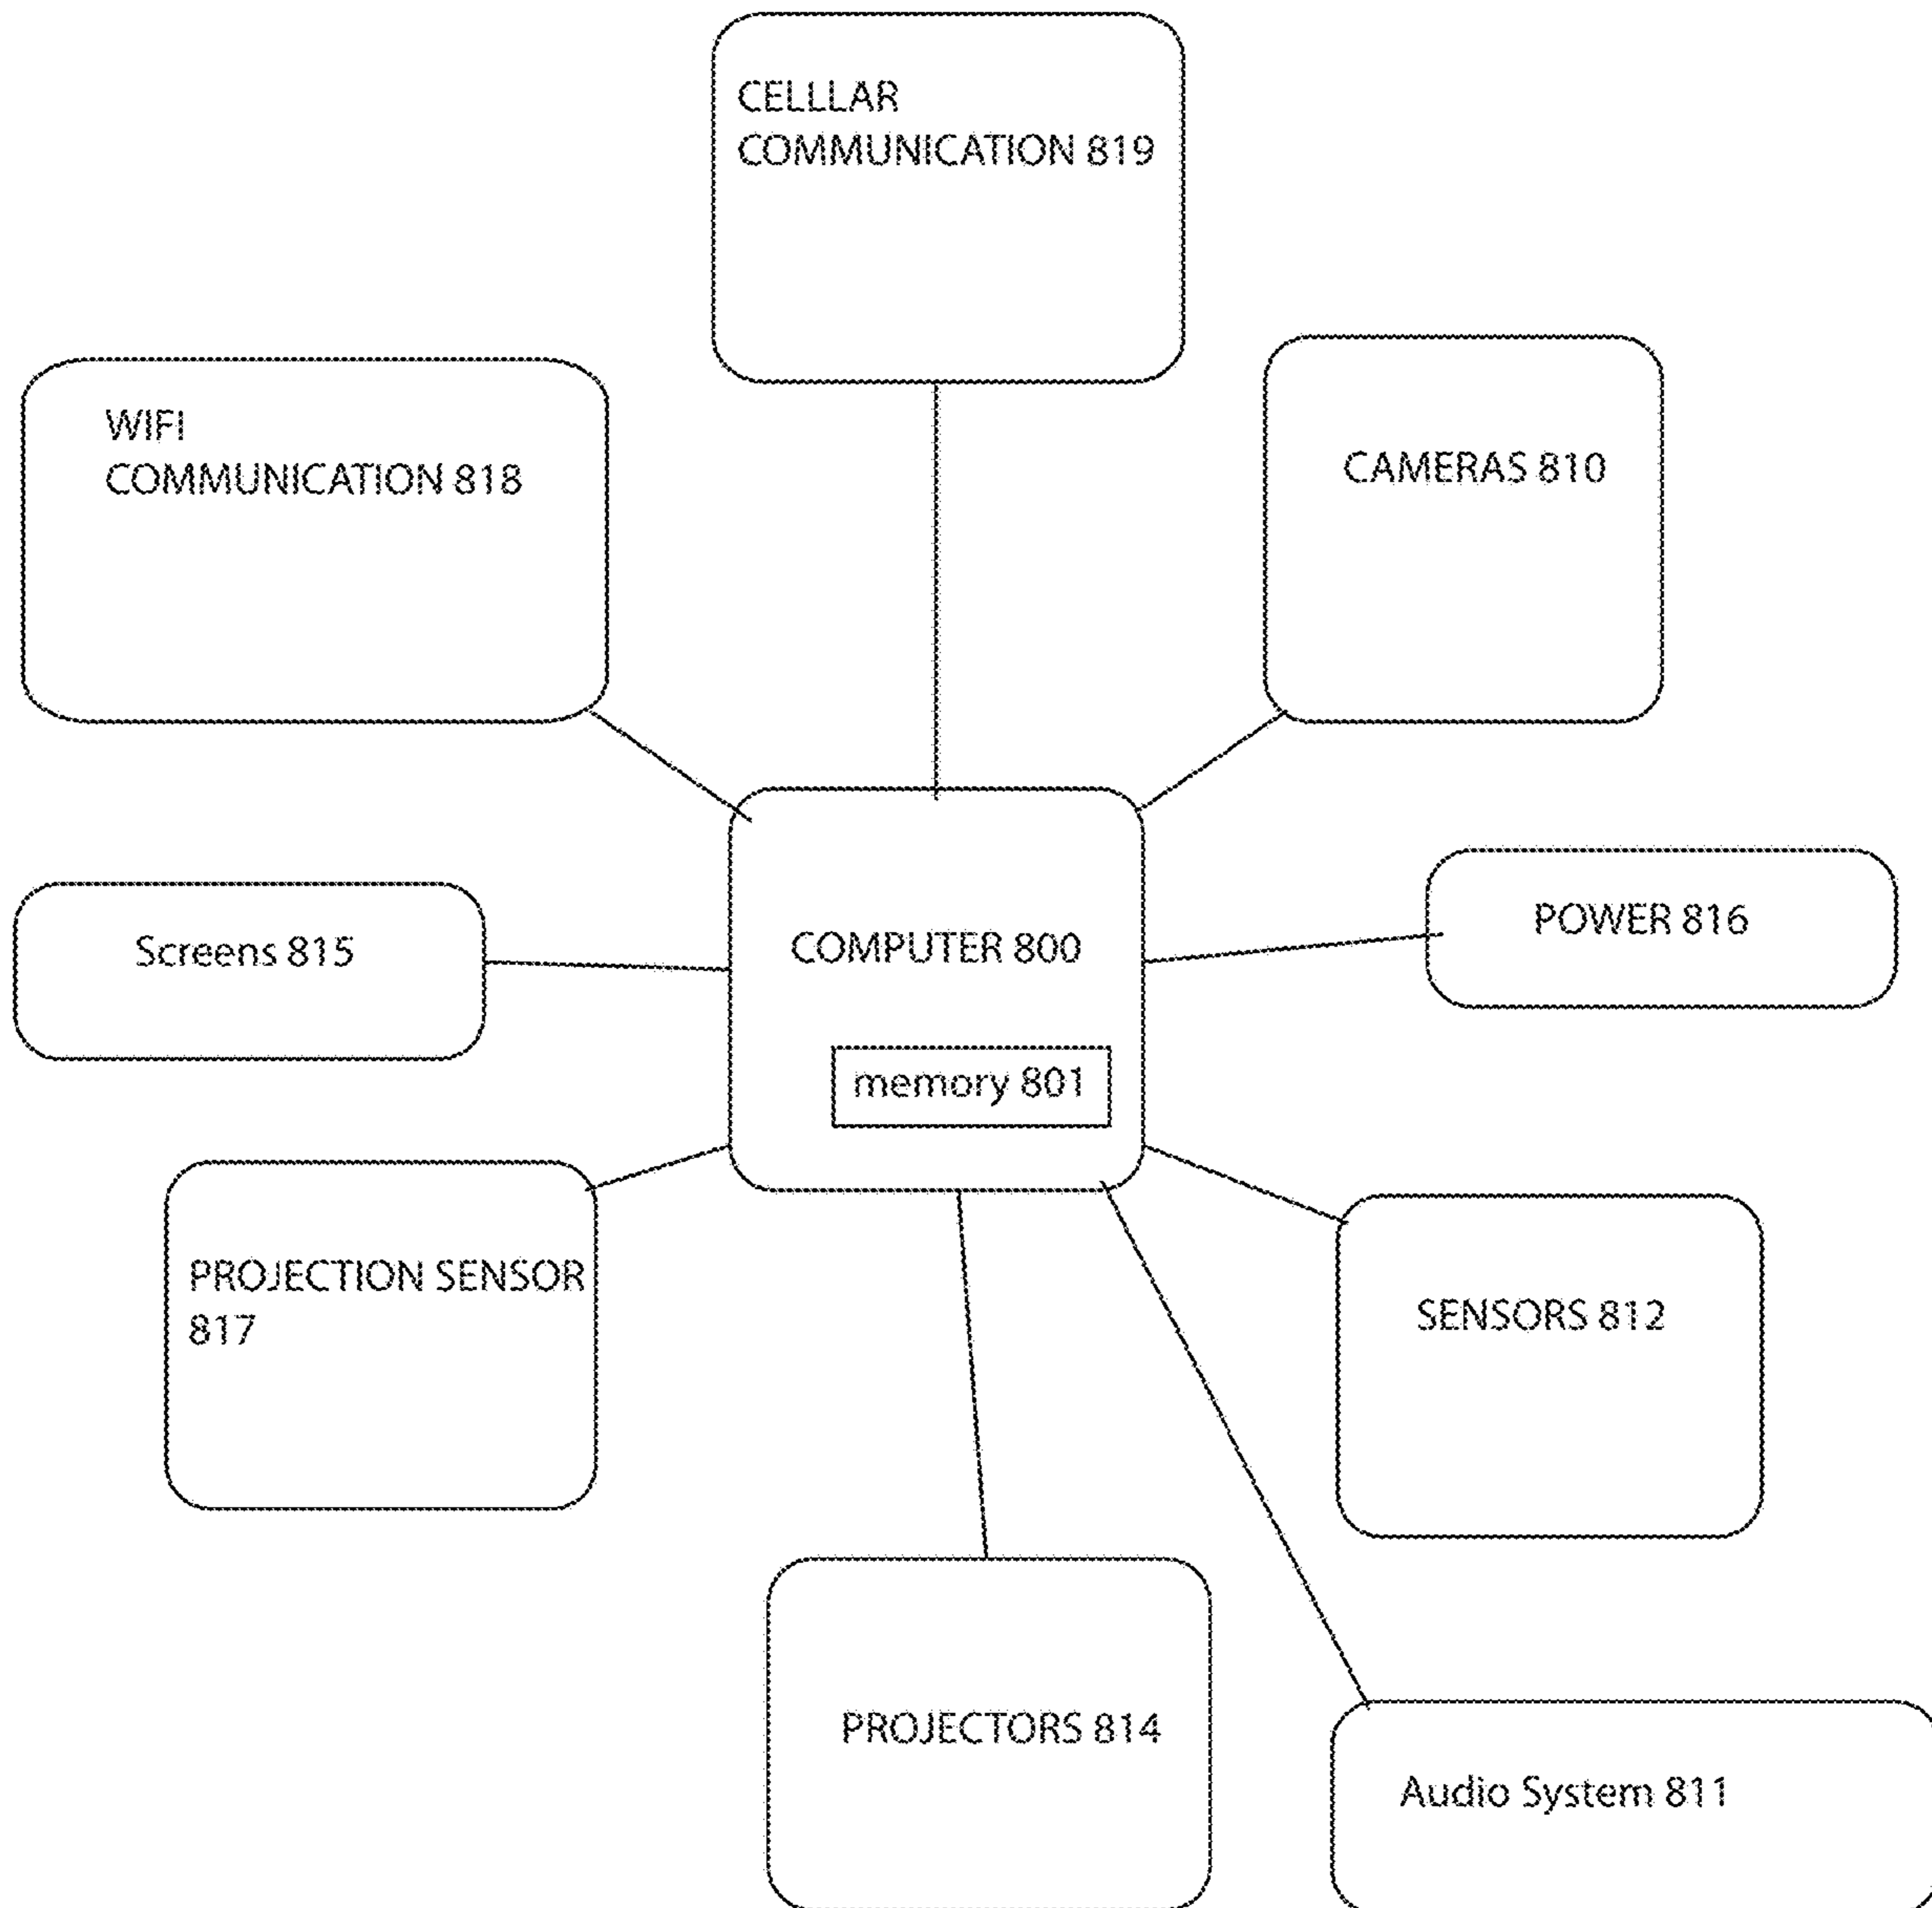 CELLLAR
COMMUNICATION 819
WIFI
COMMUNICATION 818
CAMERAS 810
Screens 815
COMPUTER 800
POWER 816
memory 801
PROJECTION SENSOR
817
SENSORS 812
PROJECTORS 814
Audio System 811